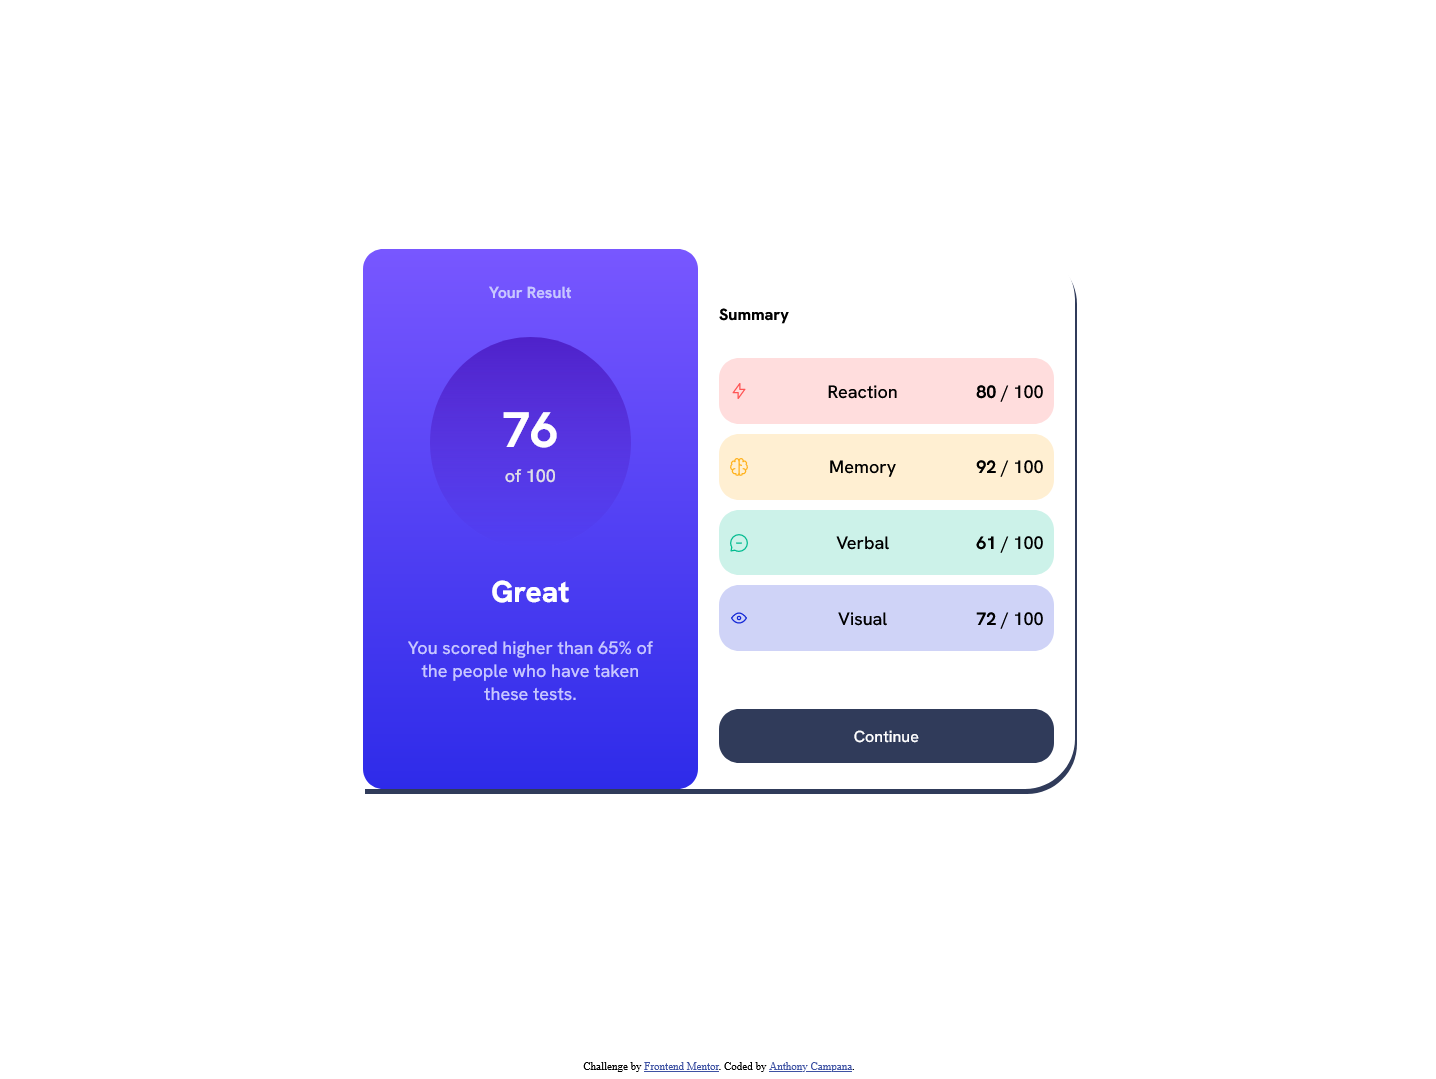 Your Result
76
of 100
Great
You scored higher than 65% of
the people who have taken
these tests.
Summary
Reaction 80 / 100
Memory 92 / 100
Verbal 61 / 100
Visual 72 / 100
Continue
Challenge by Frontend Mentor. Coded by Anthony Campana.